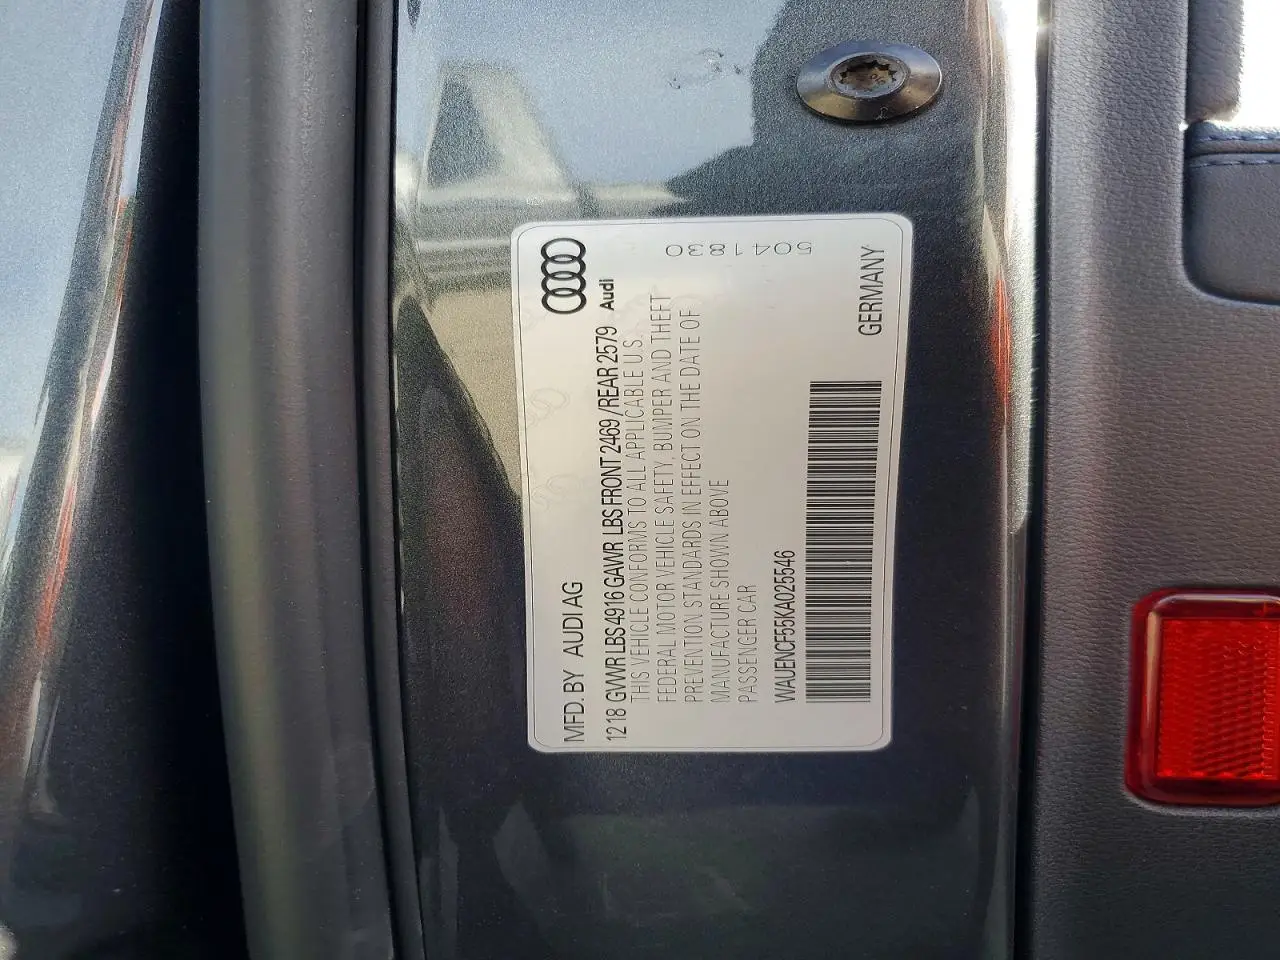 MFD. BY AUDI AG
Audi
1218 GVWR LBS 4916 GAWR LBS FRONT 2469 / REAR 2579
THIS VEHICLE CONFORMS TO ALL APPLICABLE U.S.
FEDERAL MOTOR VEHICLE SAFETY, BUMPER AND THEFT
PREVENTION STANDARDS IN EFFECT ON THE DATE OF
MANUFACTURE SHOWN ABOVE
PASSENGER CAR
5041830
WAUENCF55KA025546
GERMANY